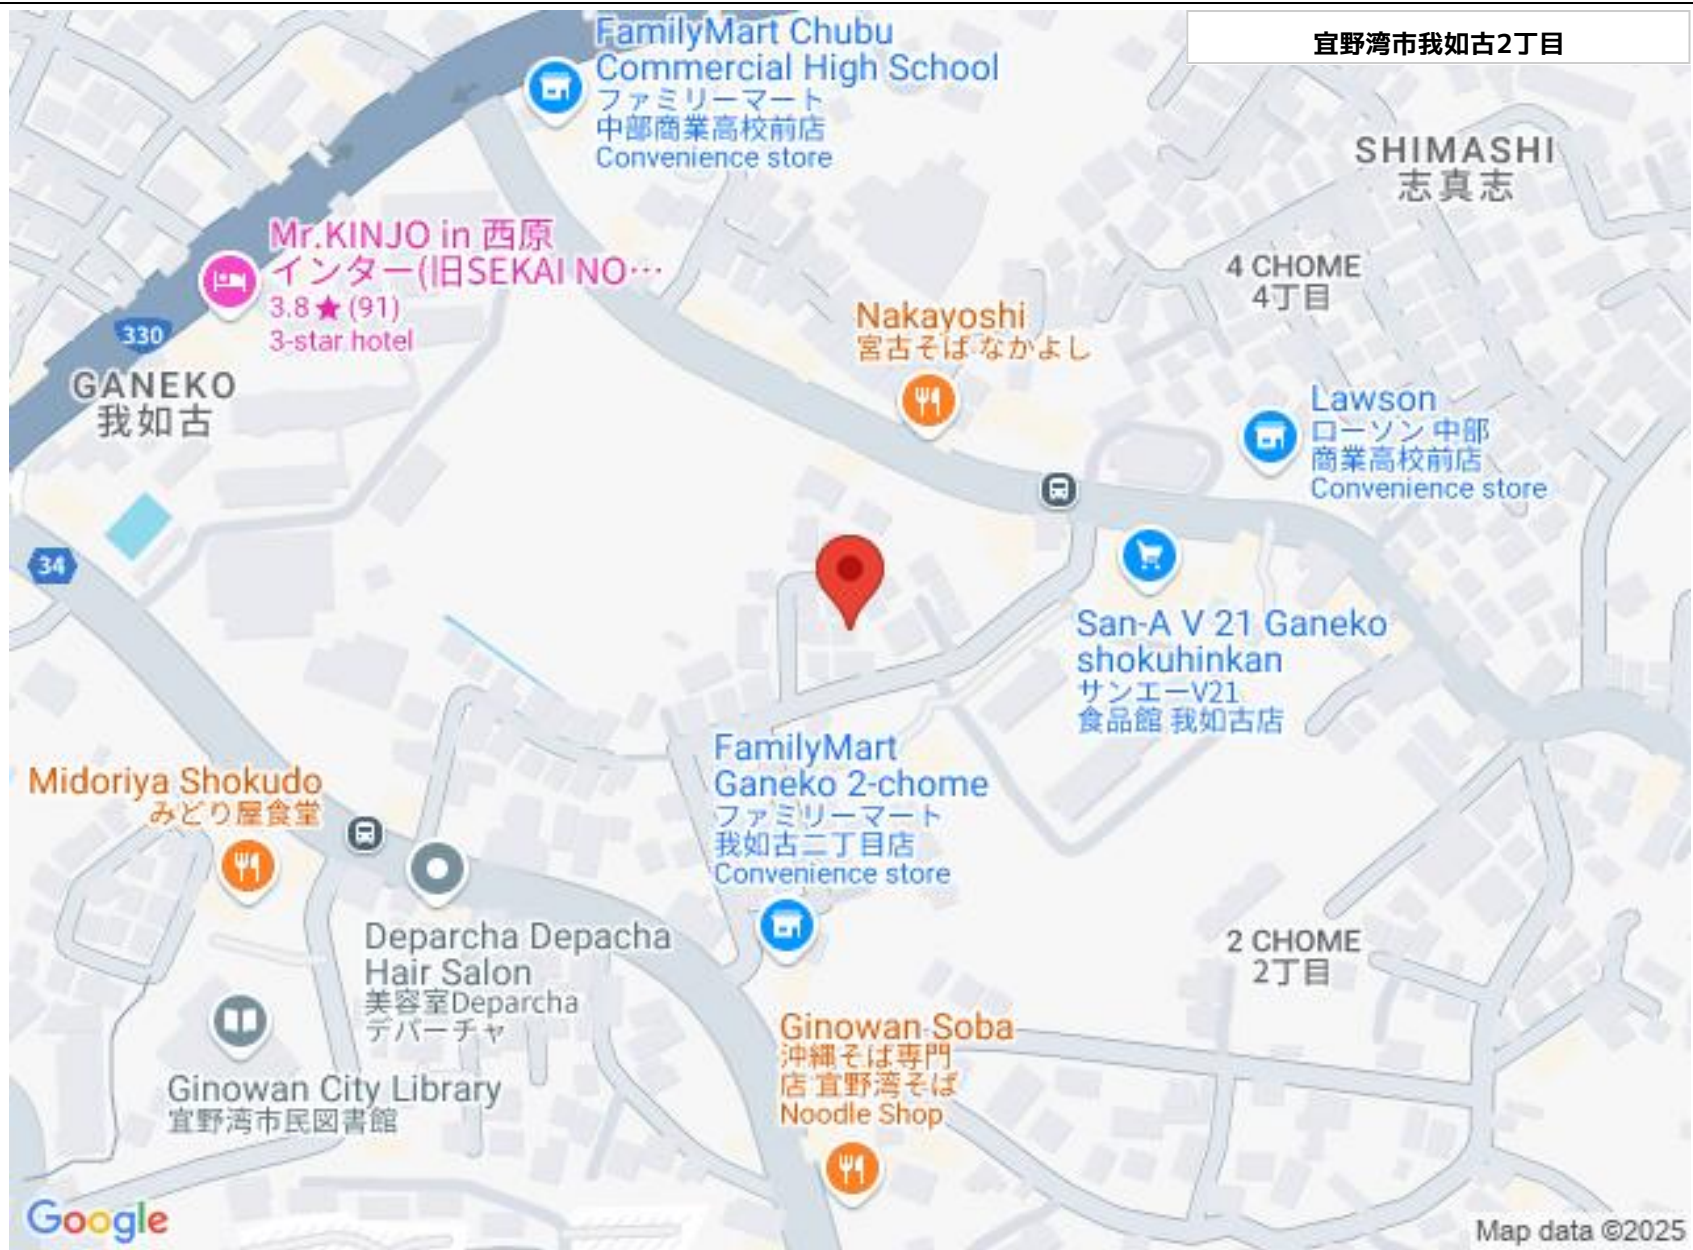 宜野湾市我如古2丁目
FamilyMart Chubu
Commercial High School
ファミリーマート
中部商業高校前店
Convenience store
SHIMASHI
志真志
Mr.KINJO in 西原
インター(旧SEKAI NO…
3.8★(91)
3-star hotel
4 CHOME
4丁目
Nakayoshi
宮古そば なかよし
330
GANEKO
我如古
Lawson
ローソン 中部
商業高校前店
Convenience store
34
San-A V 21 Ganeko
shokuhinkan
サンエーV21
食品館 我如古店
FamilyMart
Ganeko 2-chome
ファミリーマート
我如古二丁目店
Convenience store
Midoriya Shokudo
みどり屋食堂
Deparcha Depacha
Hair Salon
美容室Deparcha
デパーチャ
2 CHOME
2丁目
Ginowan Soba
沖縄そば専門
店 宜野湾そば
Noodle Shop
Ginowan City Library
宜野湾市民図書館
Google
Map data ©2025